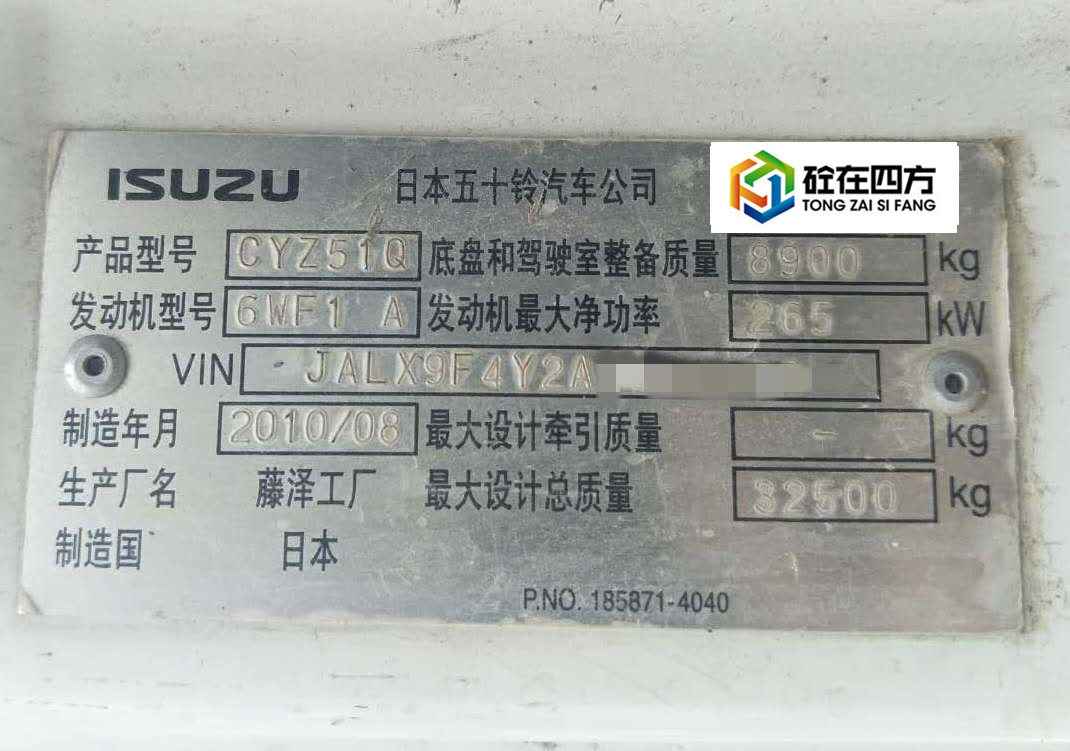 ISUZU 日本五十铃汽车公司 砼在四方
TONG ZAI SI FANG
产品型号 CYZ51Q 底盘和驾驶室整备质量 8900 kg
发动机型号 6WF1 A 发动机最大净功率 265 kW
VIN JALX9F4Y2A
制造年月 2010/08 最大设计牵引质量 - kg
生产厂名 藤泽工厂 最大设计总质量 32500 kg
制造国 日本
P.NO. 185871-4040